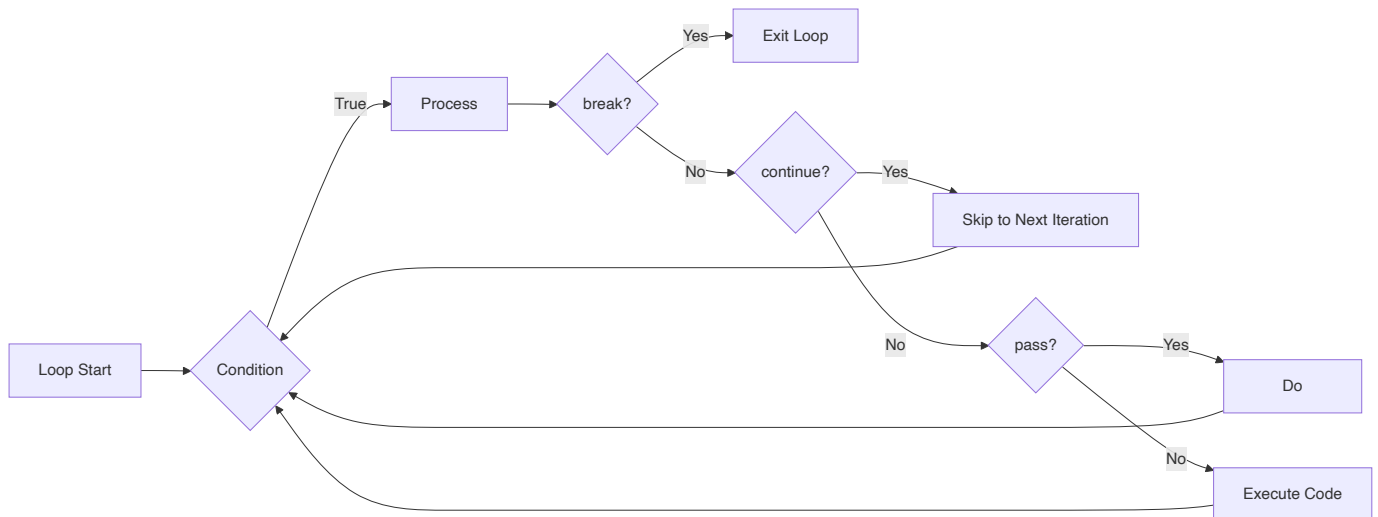 Yes
Exit Loop
True
Process
break?
No
continue?
Yes
Skip to Next Iteration
Loop Start
Condition
No
pass?
Yes
Do
No
Execute Code